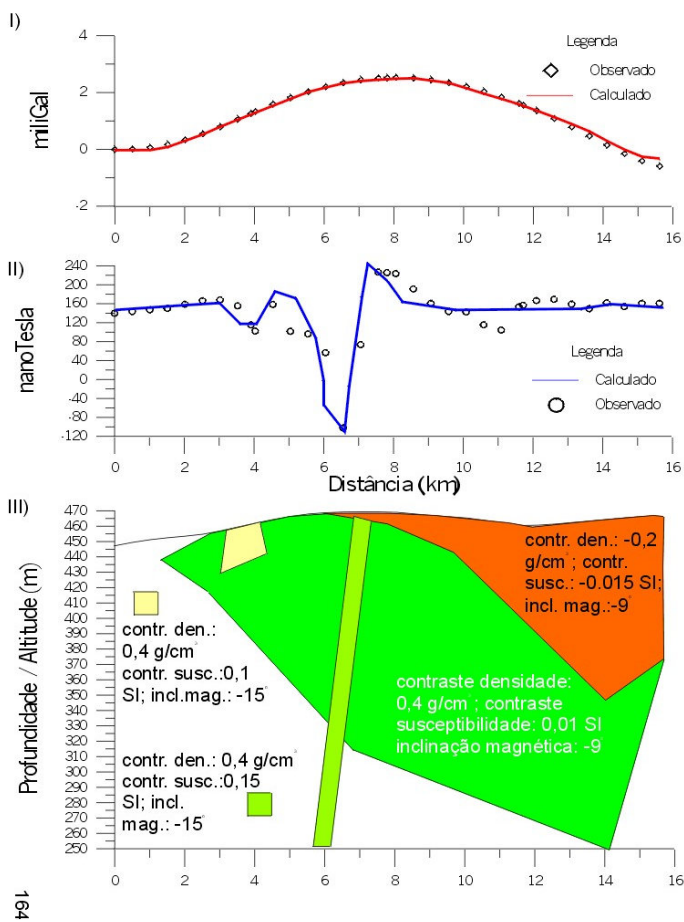 I)
miliGal
4
2
0
-2
Legenda
Observado
Calculado
0 2 4 6 8 10 12 14 16
II)
nanoTesla
240
200
160
120
80
40
0
-40
-80
-120
Legenda
Calculado
Observado
0 2 4 6 8 10 12 14 16
Distância (km)
III)
Profundidade / Altitude (m)
470
460
450
440
430
420
410
400
390
380
370
360
350
340
330
320
310
300
290
280
270
260
250
contr. den.: -0,2
g/cm³; contr.
susc.: -0.015 SI;
incl. mag.:-9°
contr. den.:
0,4 g/cm³
contr. susc.:0,1
SI; incl.mag.: -15°
contraste densidade:
0,4 g/cm³; contraste
susceptibilidade: 0,01 SI
inclinação magnética: -9°
contr. den.: 0,4 g/cm³
contr. susc.:0,15
SI; incl.
mag.: -15°
0 2 4 6 8 10 12 14 16
164